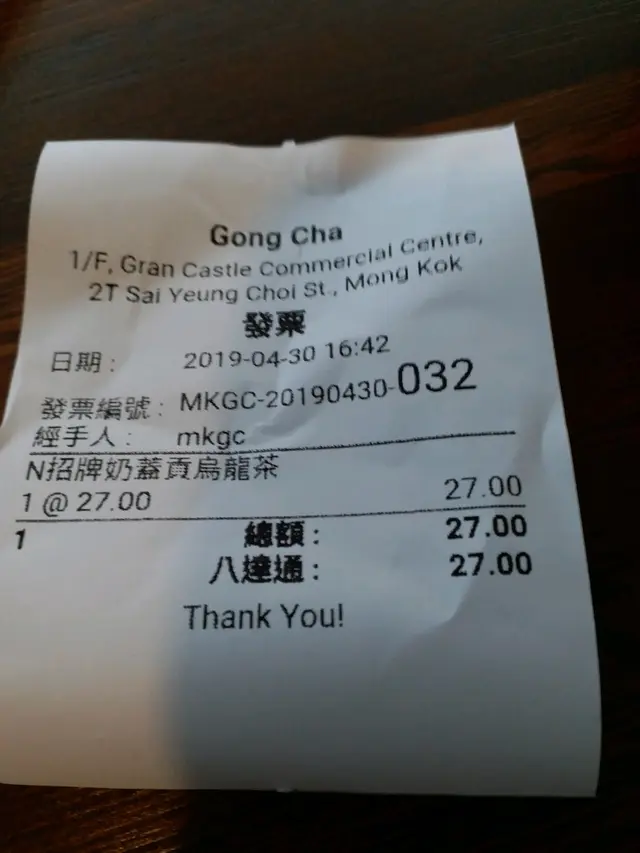 Gong Cha
1/F, Gran Castle Commercial Centre,
2T Sai Yeung Choi St., Mong Kok
發票
日期 : 2019-04-30 16:42
發票編號 : MKGC-20190430-032
經手人 : mkgc
N招牌奶蓋貢烏龍茶
1 @ 27.00 27.00
1 總額 : 27.00
八達通 : 27.00
Thank You!